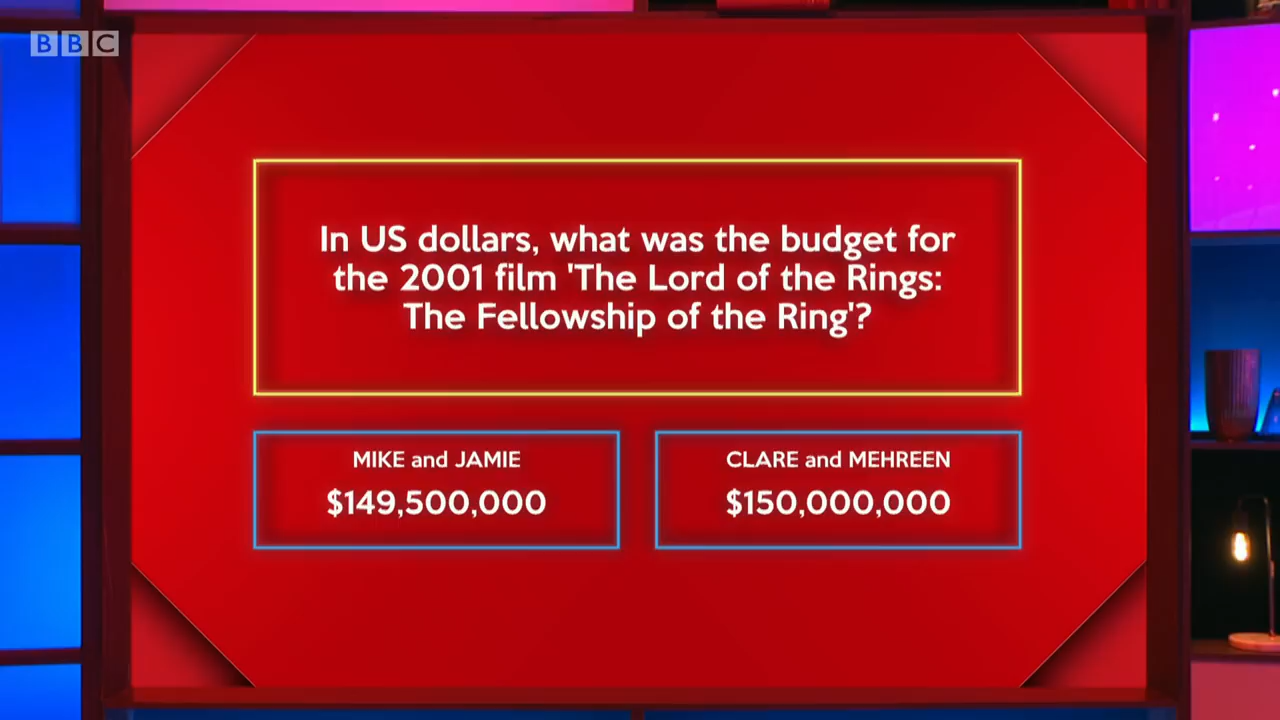 BBC
In US dollars, what was the budget for
the 2001 film 'The Lord of the Rings:
The Fellowship of the Ring'?
MIKE and JAMIE
$149,500,000
CLARE and MEHREEN
$150,000,000